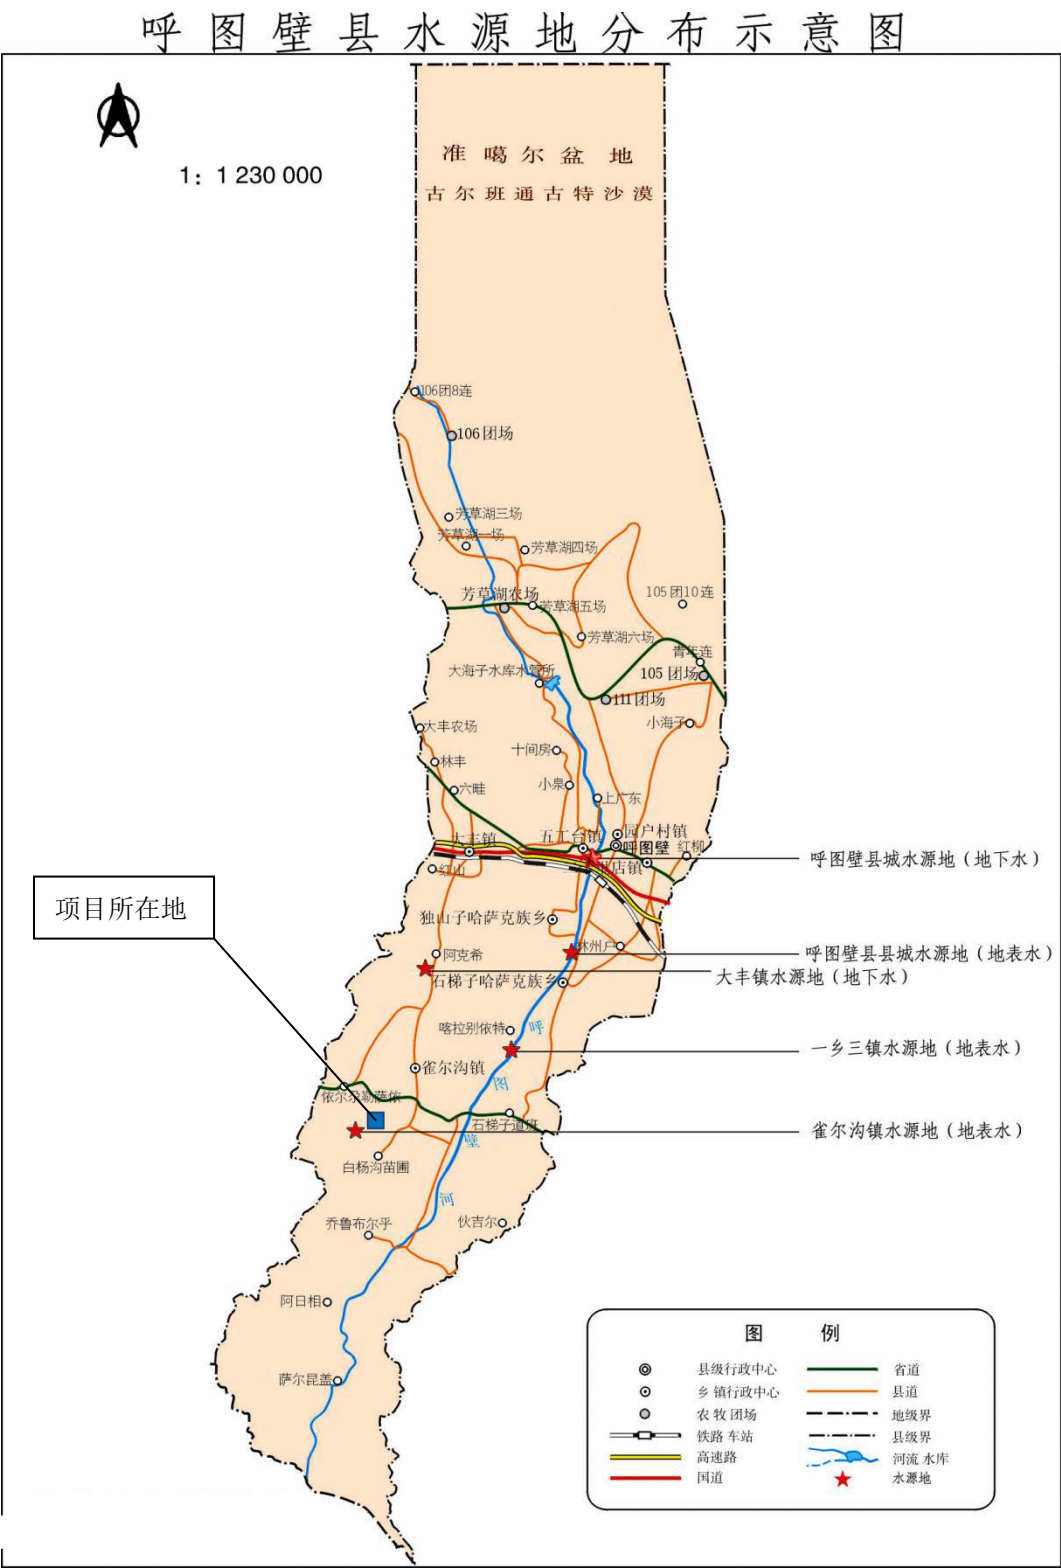 呼图壁县水源地分布示意图
1: 1 230 000
准噶尔盆地
古尔班通古特沙漠
106团8连
106团场
芳草湖三场
芳草湖一场
芳草湖四场
105团10连
芳草湖农场
芳草湖五场
芳草湖六场
青年连
大海子水库水管所
105团场
111团场
小海子
大丰农场
十间房
林丰
小泉
六畦
上广东
园户村镇
大丰镇
五工台镇
呼图壁
红柳
呼图壁县城水源地（地下水）
店镇
红山
项目所在地
独山子哈萨克族乡
林州户
阿克希
呼图壁县县城水源地（地表水）
大丰镇水源地（地下水）
石梯子哈萨克族乡
喀拉别依特
呼
一乡三镇水源地（地表水）
雀尔沟镇
图
依尔尕勒萨依
石梯子道班
雀尔沟镇水源地（地表水）
壁
白杨沟苗圃
河
乔鲁布尔乎
伙吉尔
阿日相
萨尔昆盖
图例
县级行政中心
省道
乡镇行政中心
县道
农牧团场
地级界
铁路 车站
县级界
高速路
河流 水库
国道
水源地